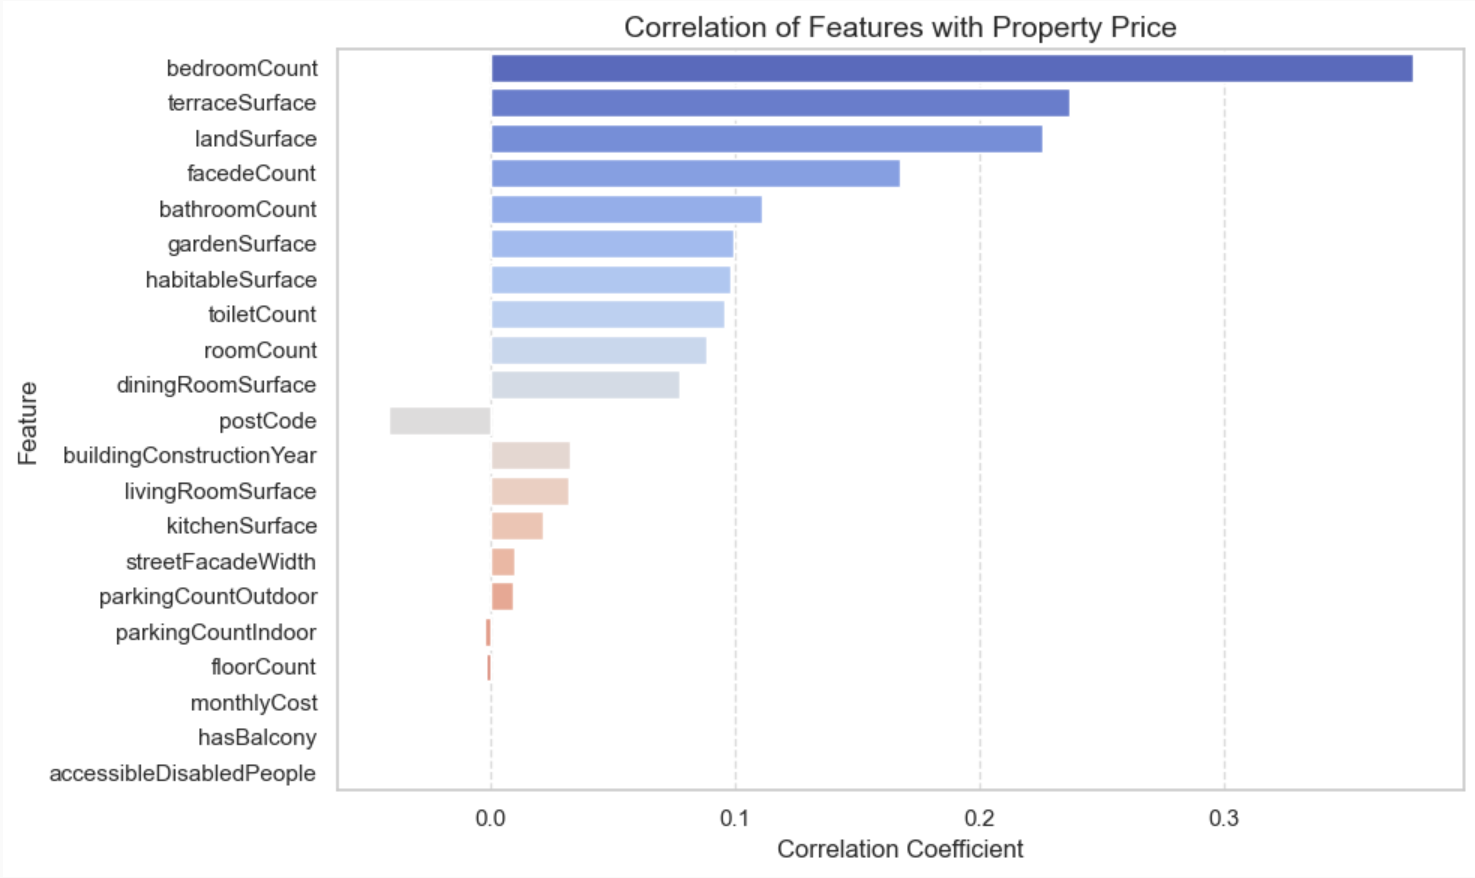 Correlation of Features with Property Price
bedroomCount
terraceSurface
landSurface
facedeCount
bathroomCount
gardenSurface
habitableSurface
toiletCount
roomCount
diningRoomSurface
postCode
buildingConstructionYear
livingRoomSurface
kitchenSurface
streetFacadeWidth
parkingCountOutdoor
parkingCountIndoor
floorCount
monthlyCost
hasBalcony
accessibleDisabledPeople
Feature
0.0 0.1 0.2 0.3
Correlation Coefficient